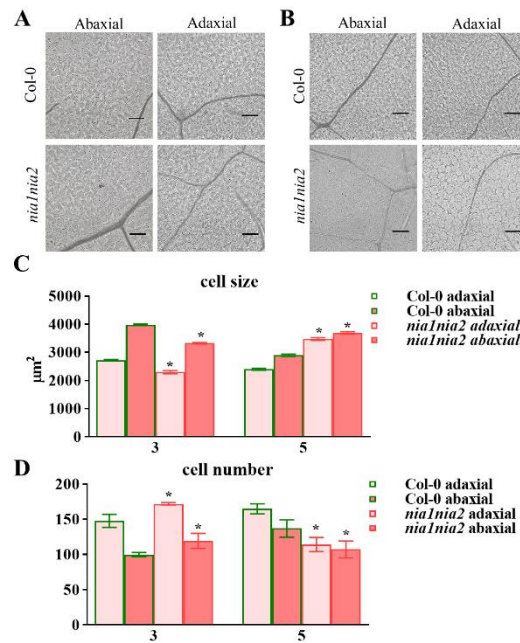 A
Abaxial
Adaxial
Col-0
nia1nia2
B
Abaxial
Adaxial
Col-0
nia1nia2
C
cell size
5000
4000
3000
2000
1000
0
μm²
* * * *
3 5
Col-0 adaxial
Col-0 abaxial
nia1nia2 adaxial
nia1nia2 abaxial
D
cell number
200
150
100
50
0
* * * *
3 5
Col-0 adaxial
Col-0 abaxial
nia1nia2 adaxial
nia1nia2 abaxial